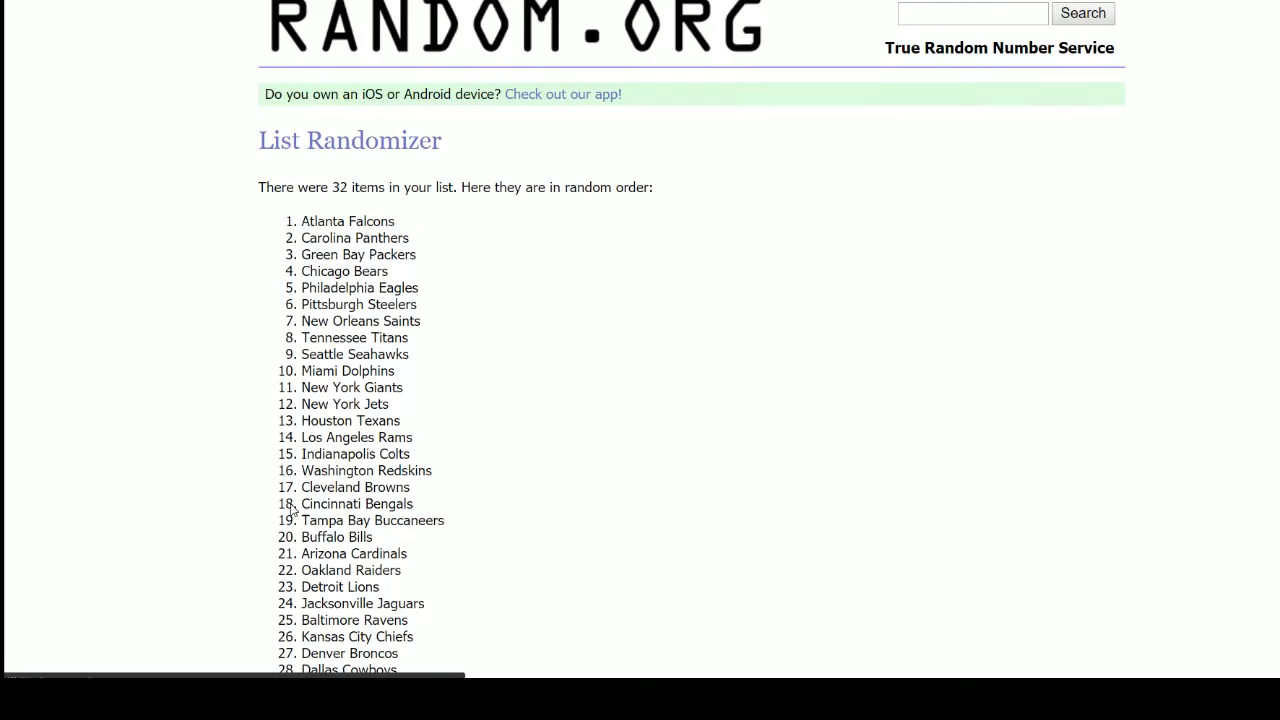 RANDOM.ORG
Search
True Random Number Service
Do you own an iOS or Android device? Check out our app!
List Randomizer
There were 32 items in your list. Here they are in random order:
1. Atlanta Falcons
2. Carolina Panthers
3. Green Bay Packers
4. Chicago Bears
5. Philadelphia Eagles
6. Pittsburgh Steelers
7. New Orleans Saints
8. Tennessee Titans
9. Seattle Seahawks
10. Miami Dolphins
11. New York Giants
12. New York Jets
13. Houston Texans
14. Los Angeles Rams
15. Indianapolis Colts
16. Washington Redskins
17. Cleveland Browns
18. Cincinnati Bengals
19. Tampa Bay Buccaneers
20. Buffalo Bills
21. Arizona Cardinals
22. Oakland Raiders
23. Detroit Lions
24. Jacksonville Jaguars
25. Baltimore Ravens
26. Kansas City Chiefs
27. Denver Broncos
28. Dallas Cowboys